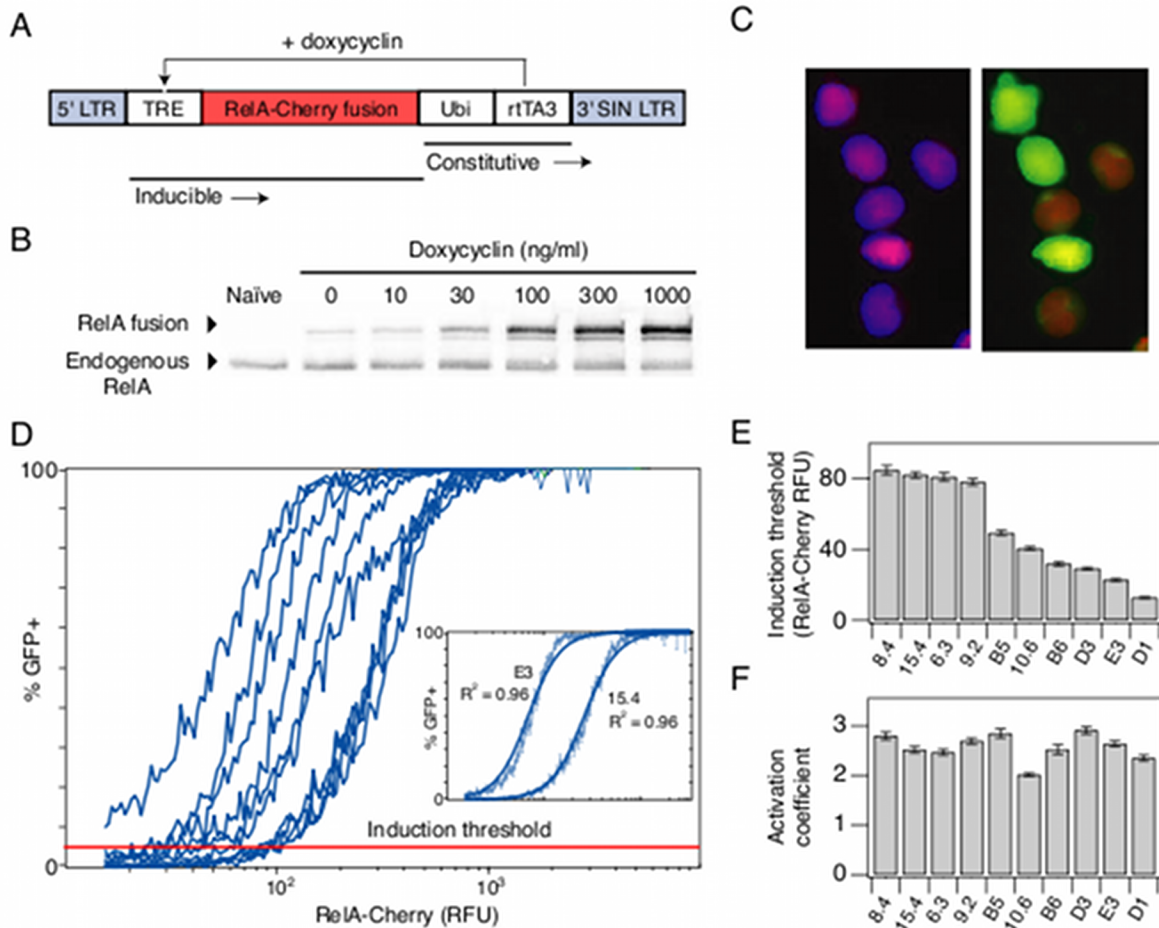 A
+ doxycyclin
5' LTR TRE RelA-Cherry fusion Ubi rtTA3 3' SIN LTR
Constitutive
Inducible
B
Doxycyclin (ng/ml)
Naïve 0 10 30 100 300 1000
RelA fusion
Endogenous
RelA
C
D
100
% GFP+
0
10²
10³
RelA-Cherry (RFU)
Induction threshold
100
% GFP+
0
E3
R² = 0.96
15.4
R² = 0.96
E
Induction threshold
(RelA-Cherry RFU)
80
40
0
8.4 15.4 6.3 9.2 B5 10.6 B6 D3 E3 D1
F
Activation
coefficient
3
2
1
0
8.4 15.4 6.3 9.2 B5 10.6 B6 D3 E3 D1